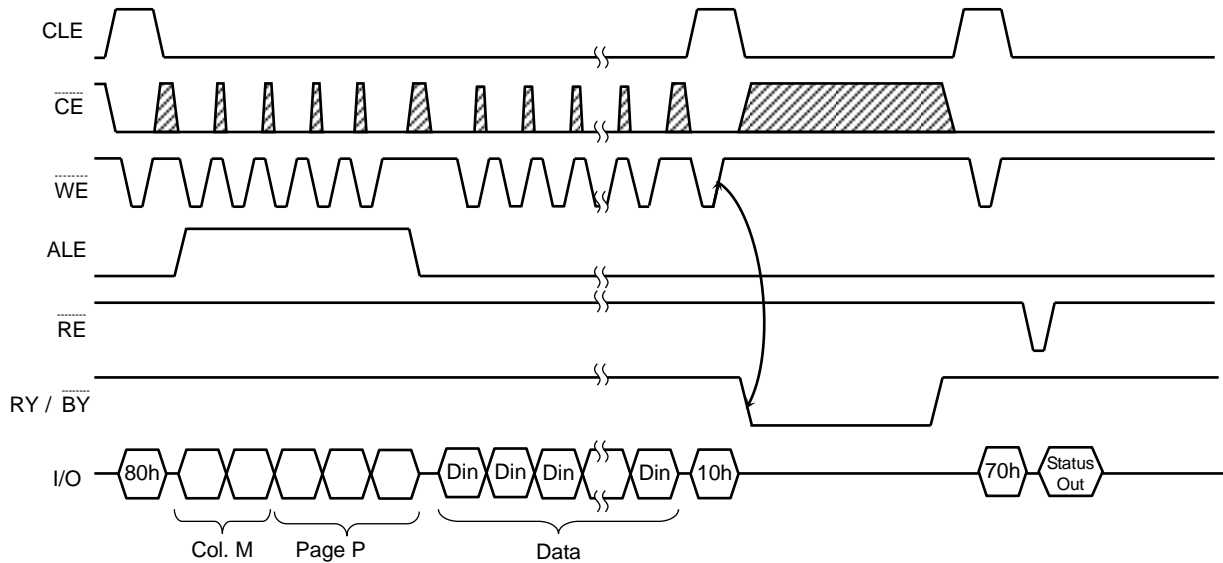 CLE
CE
WE
ALE
RE
RY / BY
I/O
80h
Din
Din
Din
Din
10h
70h
Status
Out
Col. M
Page P
Data